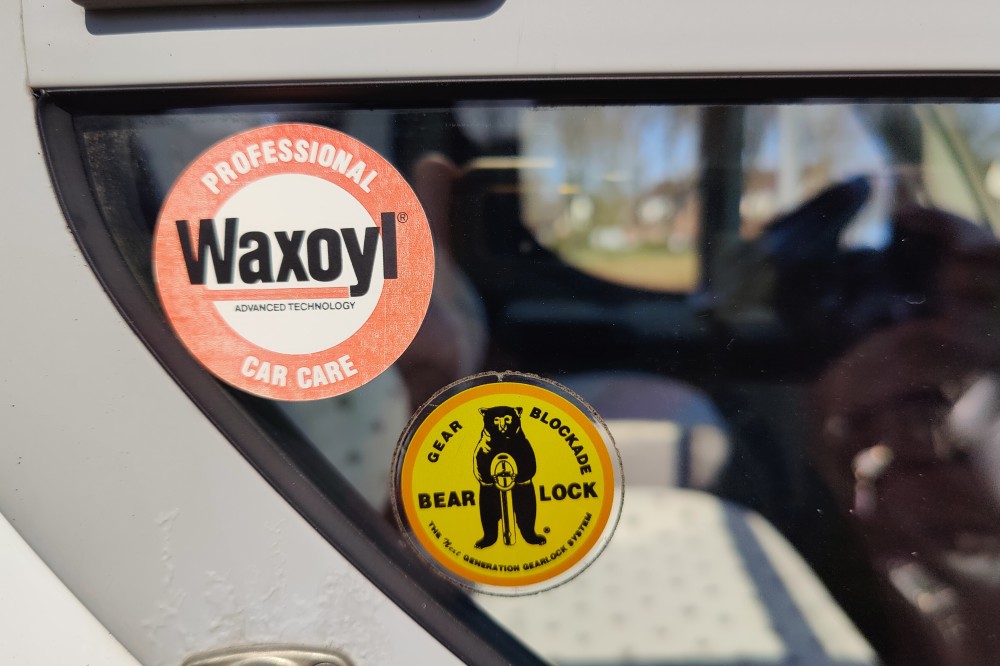 PROFESSIONAL
Waxoyl®
ADVANCED TECHNOLOGY
CAR CARE
GEAR BLOCKADE
BEAR LOCK
®
THE Next GENERATION GEARLOCK SYSTEM